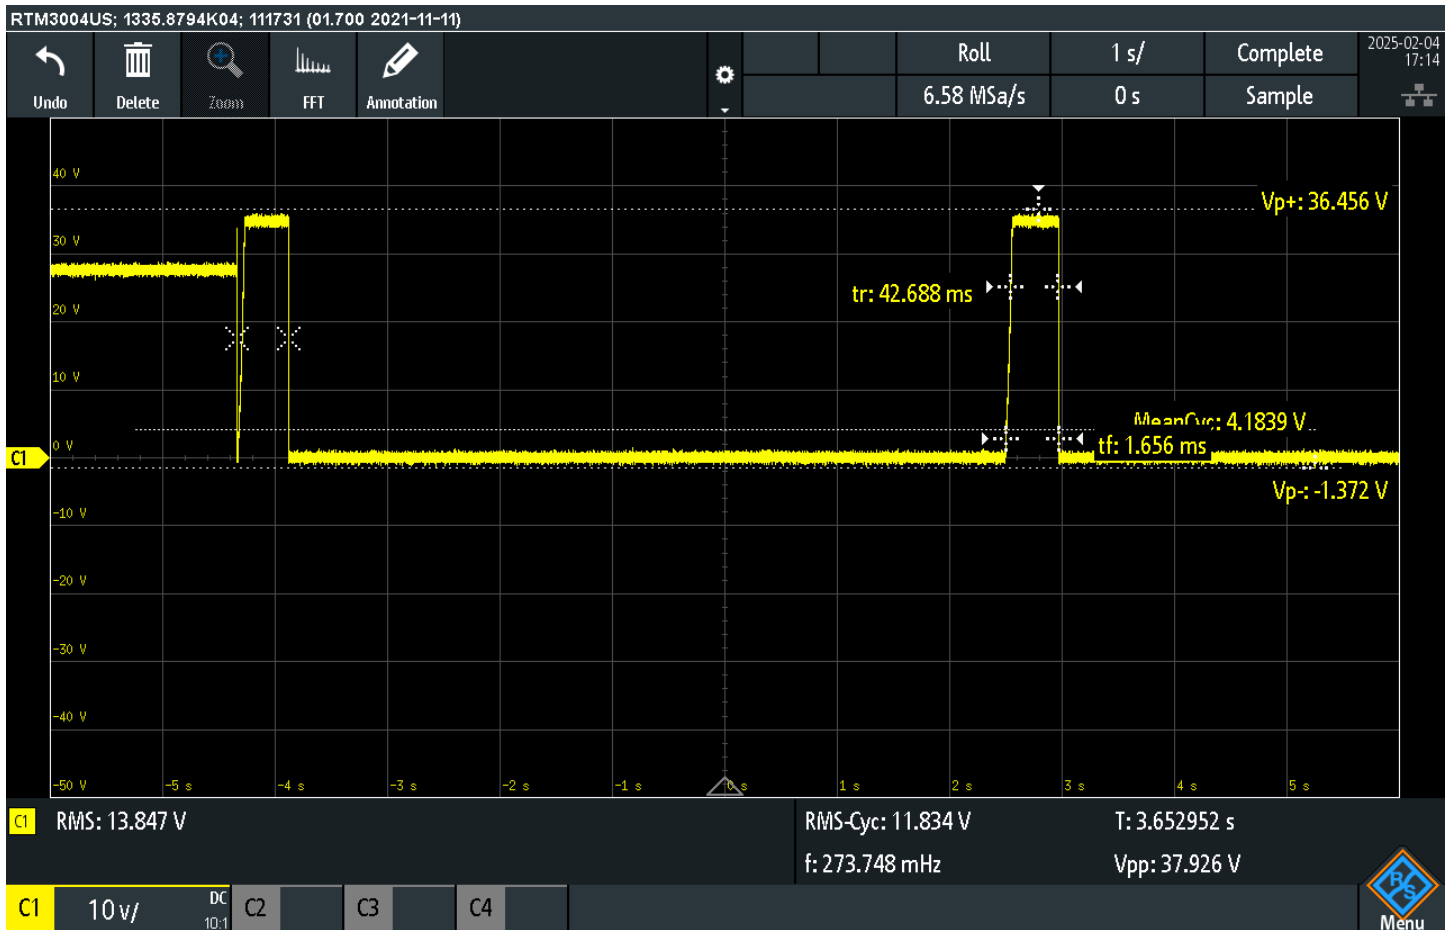 RTM3004US; 1335.8794K04; 111731 (01.700 2021-11-11)
Undo Delete Zoom FFT Annotation
Roll 1 s/ Complete
6.58 MSa/s 0 s Sample
2025-02-04
17:14
40 V
Vp+: 36.456 V
30 V
tr: 42.688 ms
20 V
10 V
MeanCyc: 4.1839 V
0 V
C1
tf: 1.656 ms
Vp-: -1.372 V
-10 V
-20 V
-30 V
-40 V
-50 V -5 s -4 s -3 s -2 s -1 s 0 s 1 s 2 s 3 s 4 s 5 s
C1 RMS: 13.847 V
RMS-Cyc: 11.834 V T: 3.652952 s
f: 273.748 mHz Vpp: 37.926 V
C1 10 V/ DC 10:1 C2 C3 C4
R&S
Menu